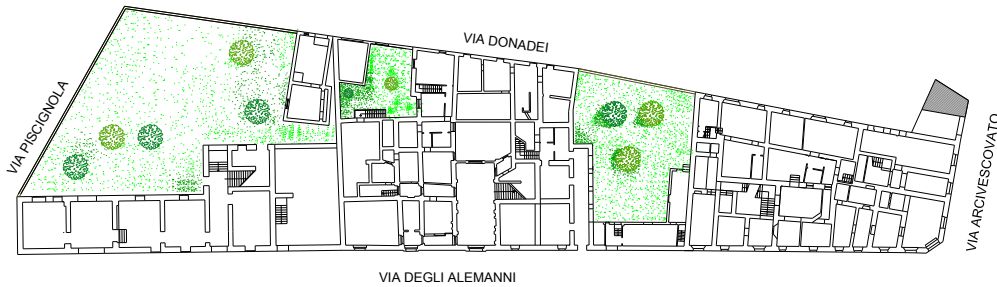 VIA DONADEI
VIA PISCIGNOLA
VIA ARCIVESCOVATO
VIA DEGLI ALEMANNI